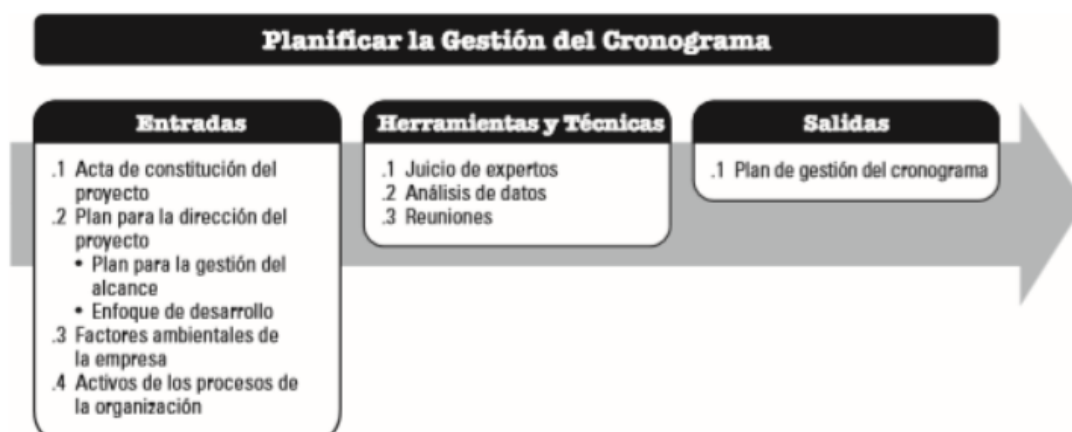 Planificar la Gestión del Cronograma
Entradas
.1 Acta de constitución del
proyecto
.2 Plan para la dirección del
proyecto
• Plan para la gestión del
alcance
• Enfoque de desarrollo
.3 Factores ambientales de
la empresa
.4 Activos de los procesos de
la organización
Herramientas y Técnicas
.1 Juicio de expertos
.2 Análisis de datos
.3 Reuniones
Salidas
.1 Plan de gestión del cronograma